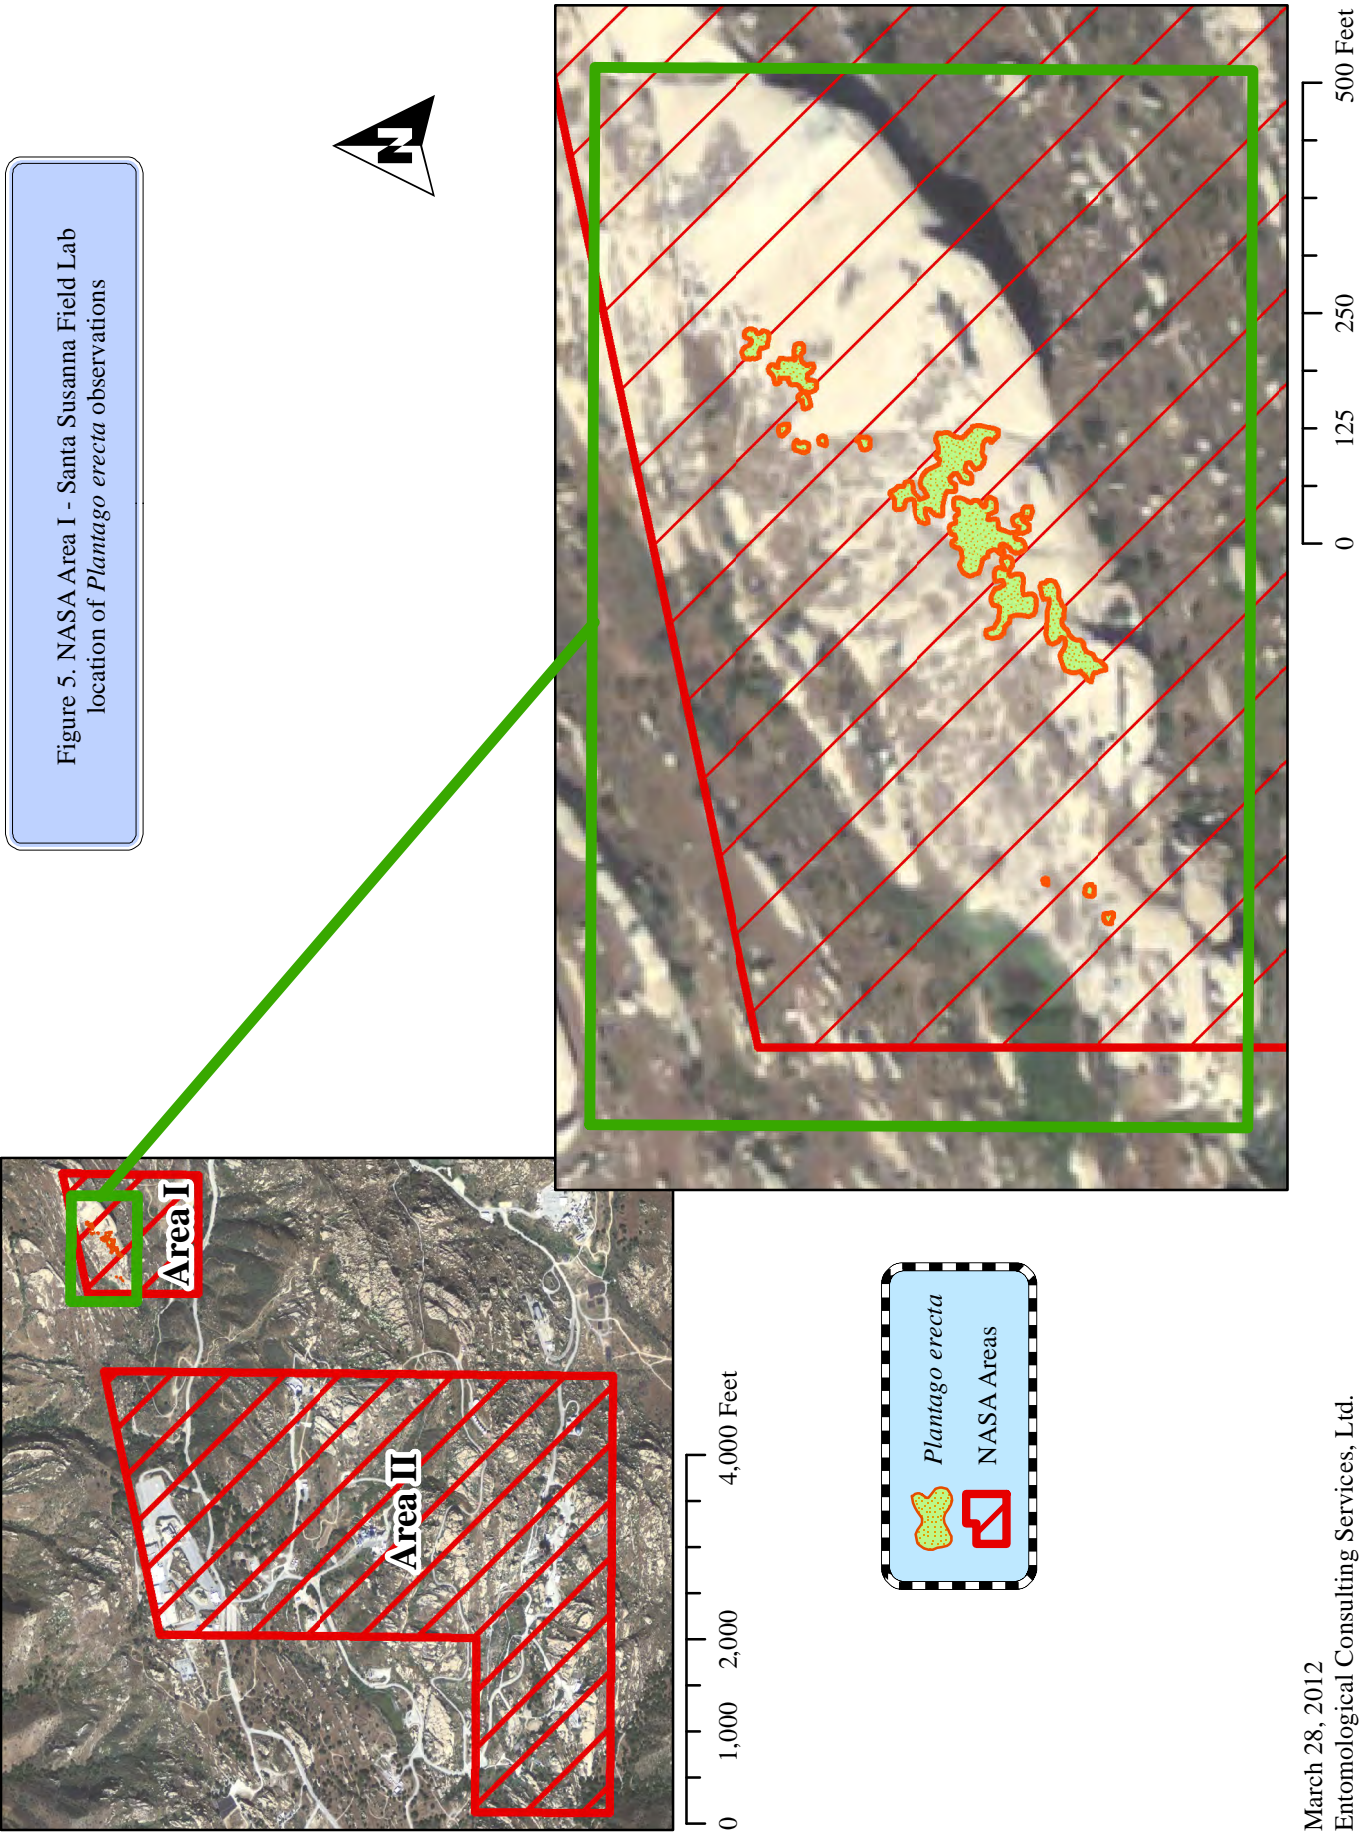 Figure 5. NASA Area I - Santa Susanna Field Lab
location of Plantago erecta observations
N
Area I
Area II
0 1,000 2,000 4,000 Feet
0 125 250 500 Feet
Plantago erecta
NASA Areas
March 28, 2012
Entomological Consulting Services, Ltd.